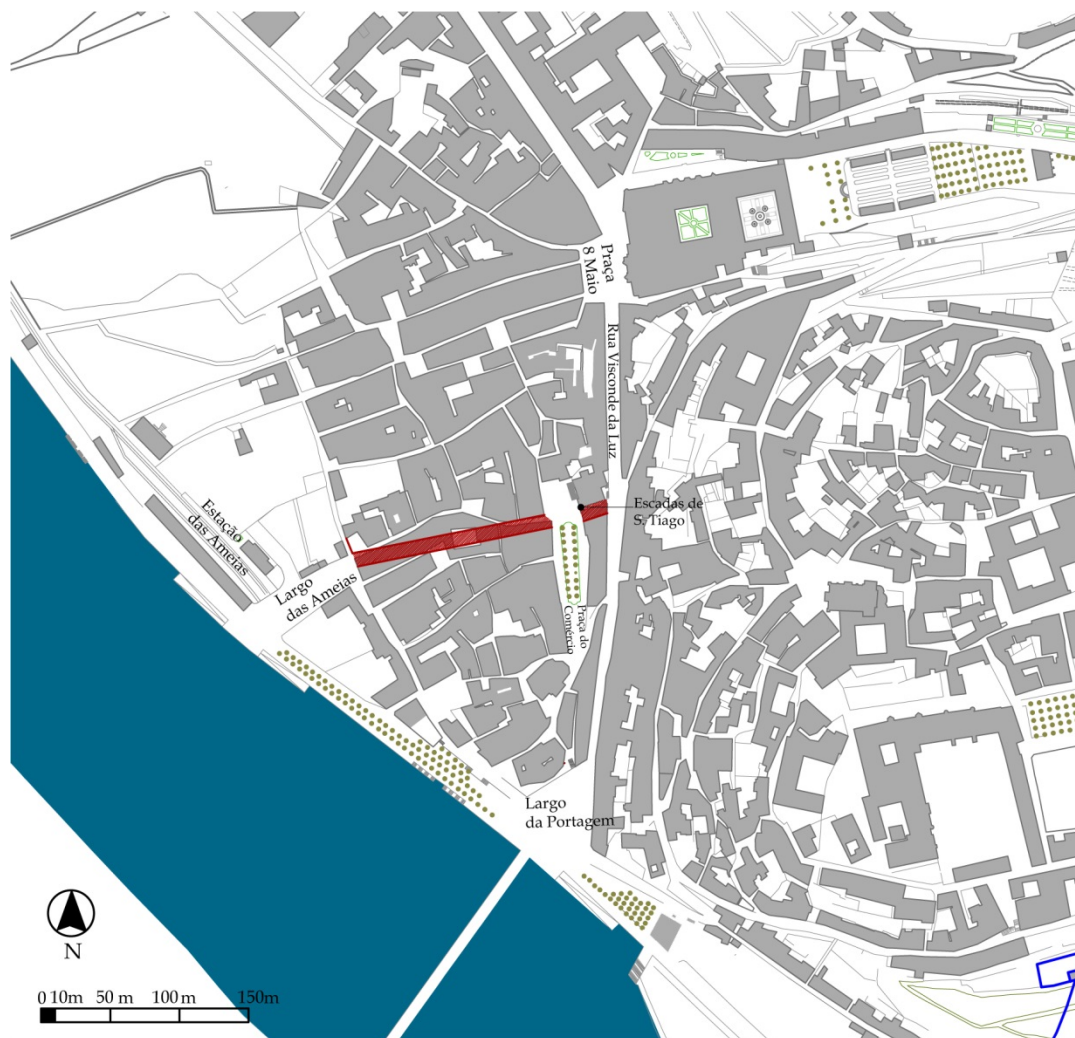 Praça
8 Maio
Rua Visconde da Luz
Escadas de
S. Tiago
Estação
das Ameias
Largo
das Ameias
Praça do
Comércio
Largo
da Portagem
N
0 10m 50 m 100 m 150m